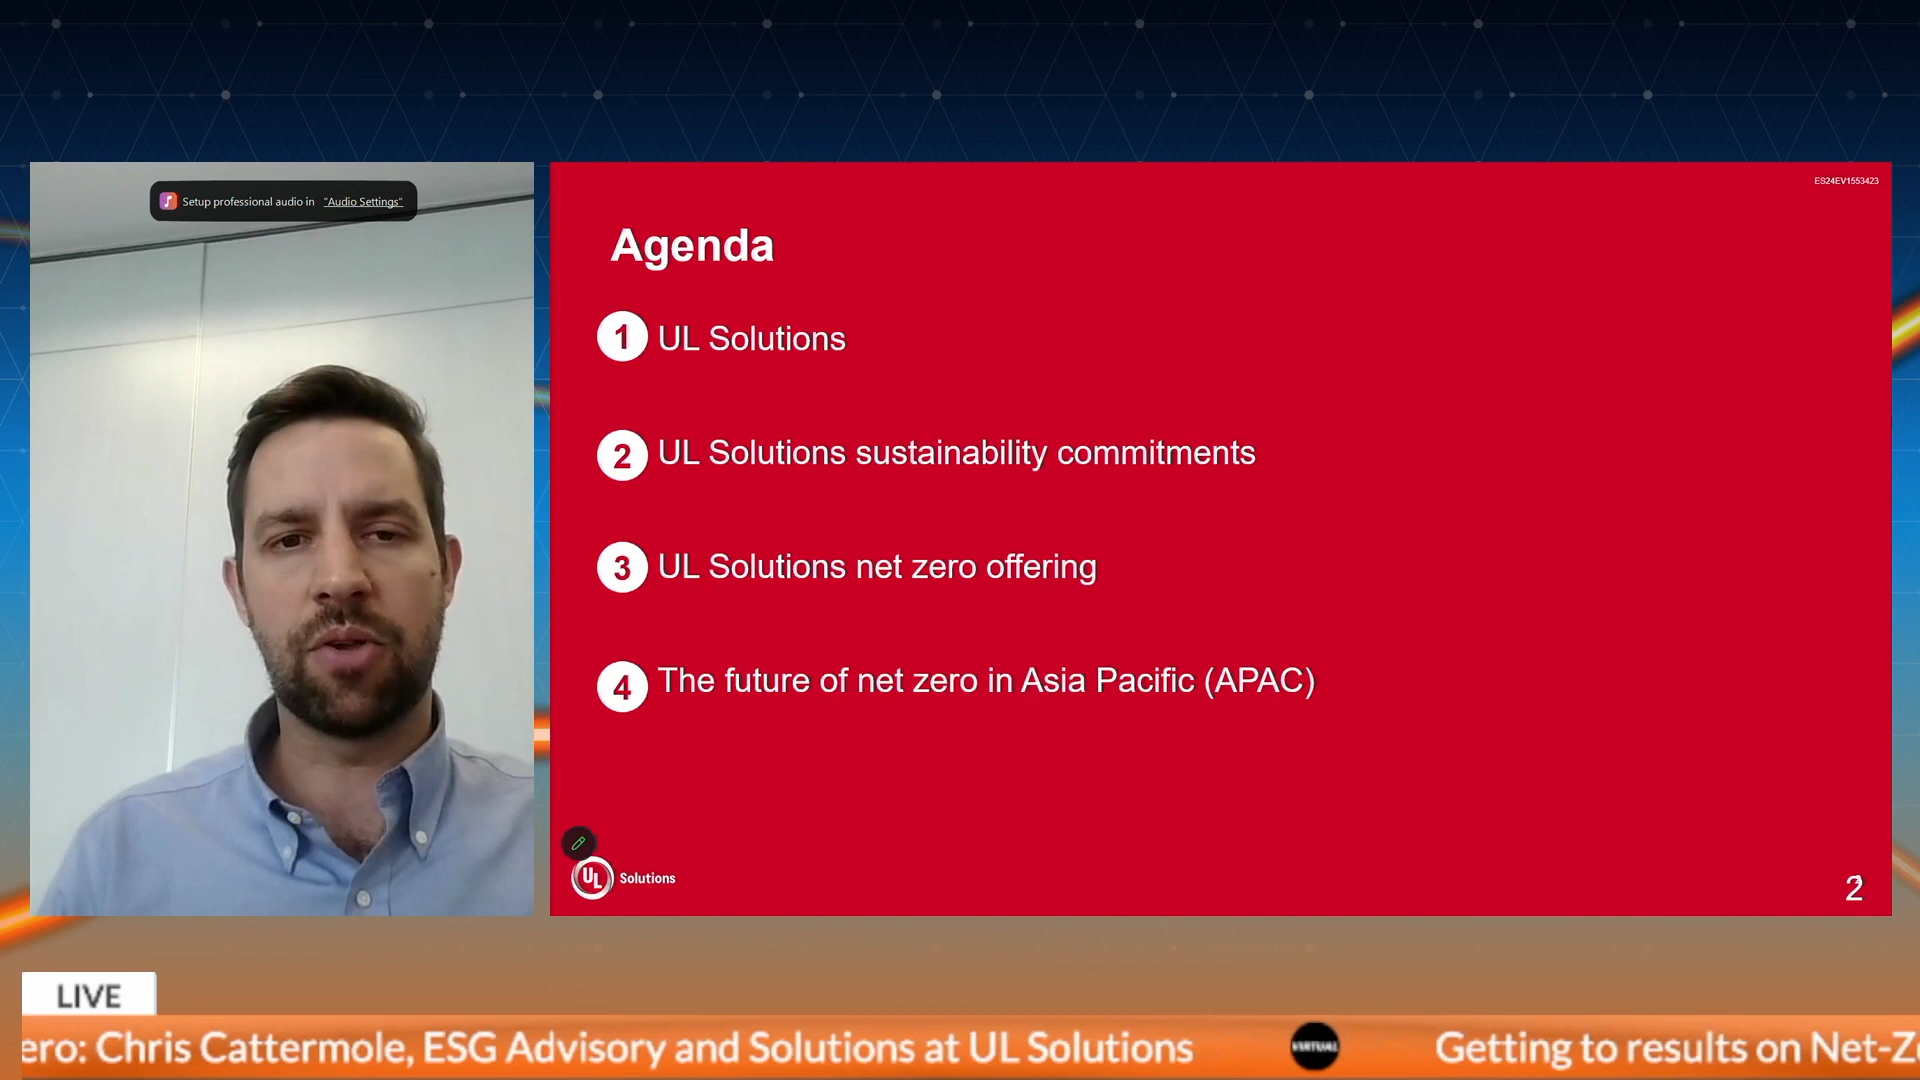 Setup professional audio in "Audio Settings"
ES24EV1553423
Agenda
1 UL Solutions
2 UL Solutions sustainability commitments
3 UL Solutions net zero offering
4 The future of net zero in Asia Pacific (APAC)
UL Solutions
2
LIVE
ero: Chris Cattermole, ESG Advisory and Solutions at UL Solutions
VIRTUAL
Getting to results on Net-Ze